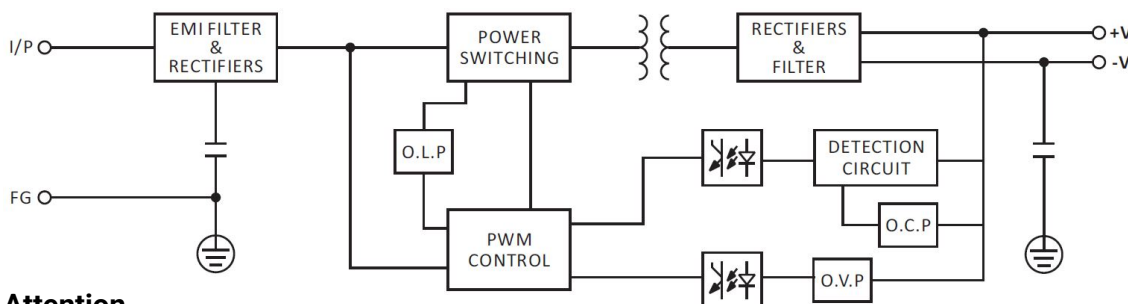 I/P
EMI FILTER
&
RECTIFIERS
POWER
SWITCHING
RECTIFIERS
&
FILTER
+V
-V
O.L.P
DETECTION
CIRCUIT
FG
O.C.P
PWM
CONTROL
O.V.P
Attention